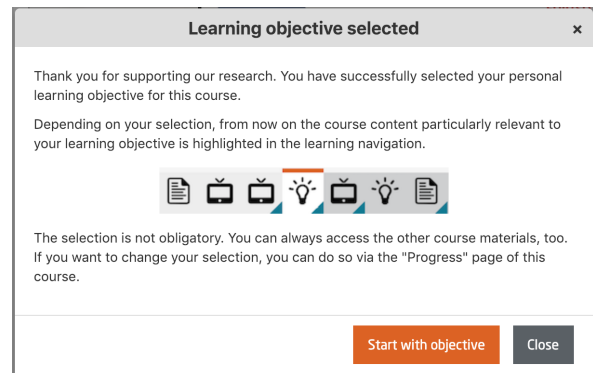 Learning objective selected ×
Thank you for supporting our research. You have successfully selected your personal
learning objective for this course.
Depending on your selection, from now on the course content particularly relevant to
your learning objective is highlighted in the learning navigation.
The selection is not obligatory. You can always access the other course materials, too.
If you want to change your selection, you can do so via the "Progress" page of this
course.
Start with objective Close